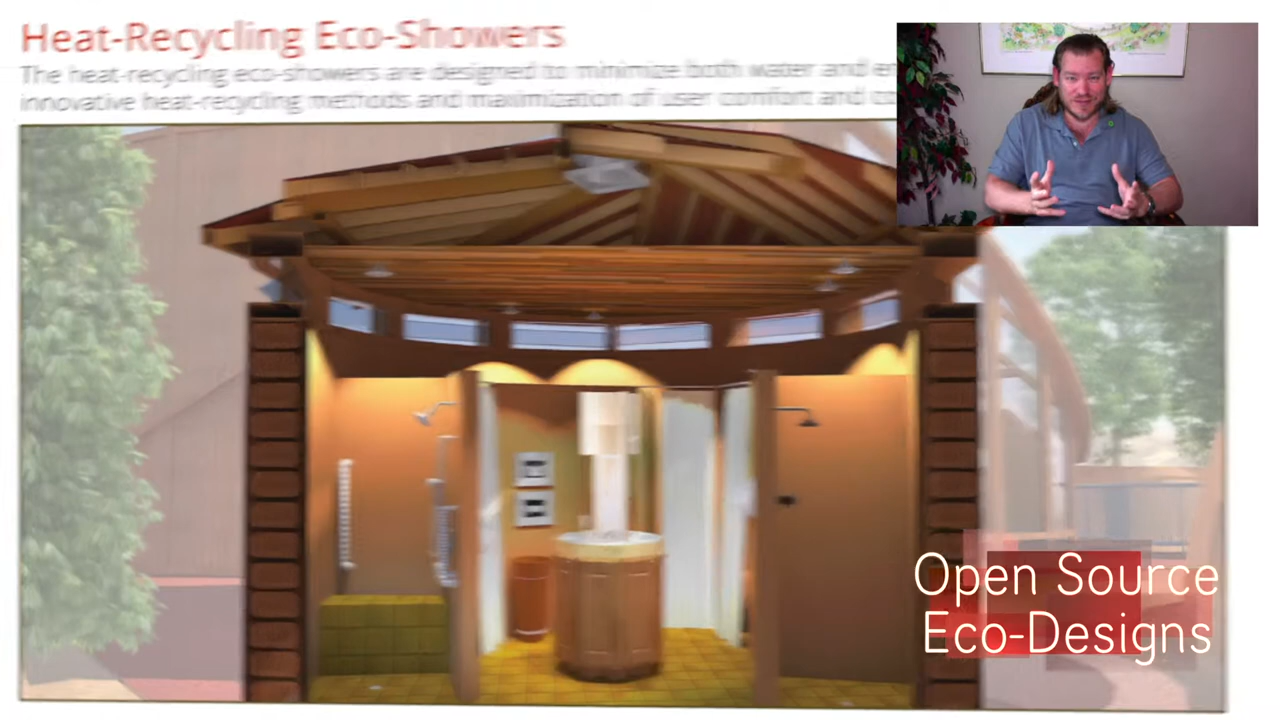 Heat-Recycling Eco-Showers
The heat-recycling eco-showers are designed to minimize both water and
innovative heat-recycling methods and maximization of user comfort and
Open Source
Eco-Designs